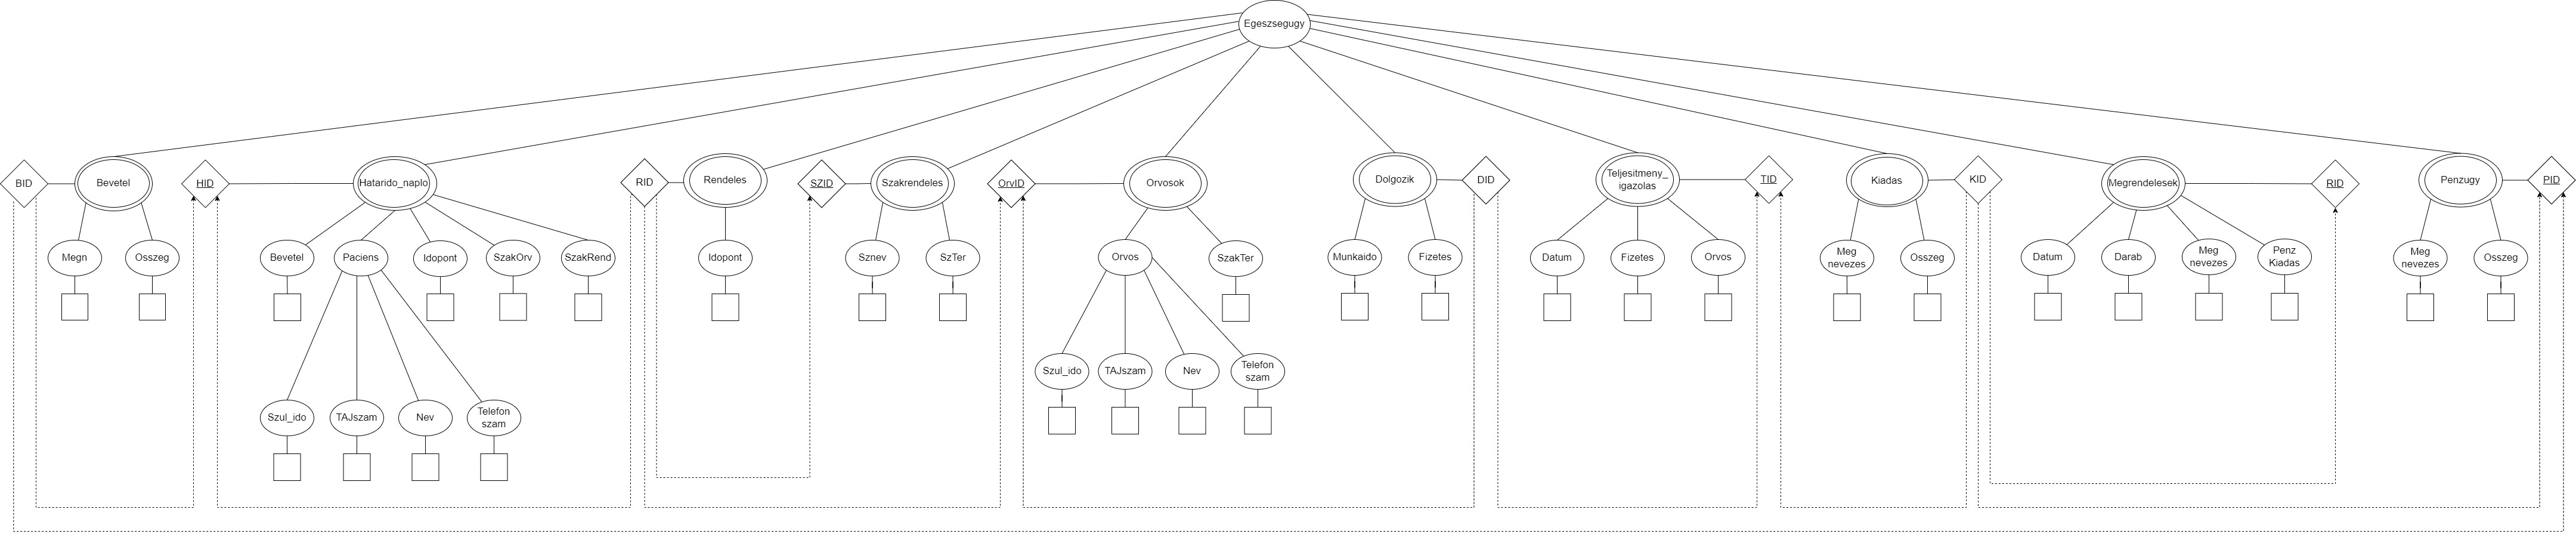 Egeszsegugy
BID
Bevetel
HID
Hatarido_naplo
RID
Rendeles
SZID
Szakrendeles
OrvID
Orvosok
Dolgozik
DID
Teljesitmeny_
igazolas
TID
Kiadas
KID
Megrendelesek
RID
Penzugy
PID
Megn
Osszeg
Bevetel
Paciens
Idopont
SzakOrv
SzakRend
Idopont
Sznev
SzTer
Orvos
SzakTer
Munkaido
Fizetes
Datum
Fizetes
Orvos
Meg
nevezes
Osszeg
Datum
Darab
Meg
nevezes
Penz
Kiadas
Meg
nevezes
Osszeg
Szul_ido
TAJszam
Nev
Telefon
szam
Szul_ido
TAJszam
Nev
Telefon
szam